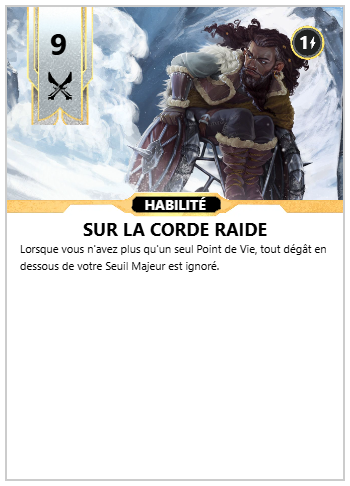 9
1
HABILITÉ
SUR LA CORDE RAIDE
Lorsque vous n'avez plus qu'un seul Point de Vie, tout dégât en
dessous de votre Seuil Majeur est ignoré.